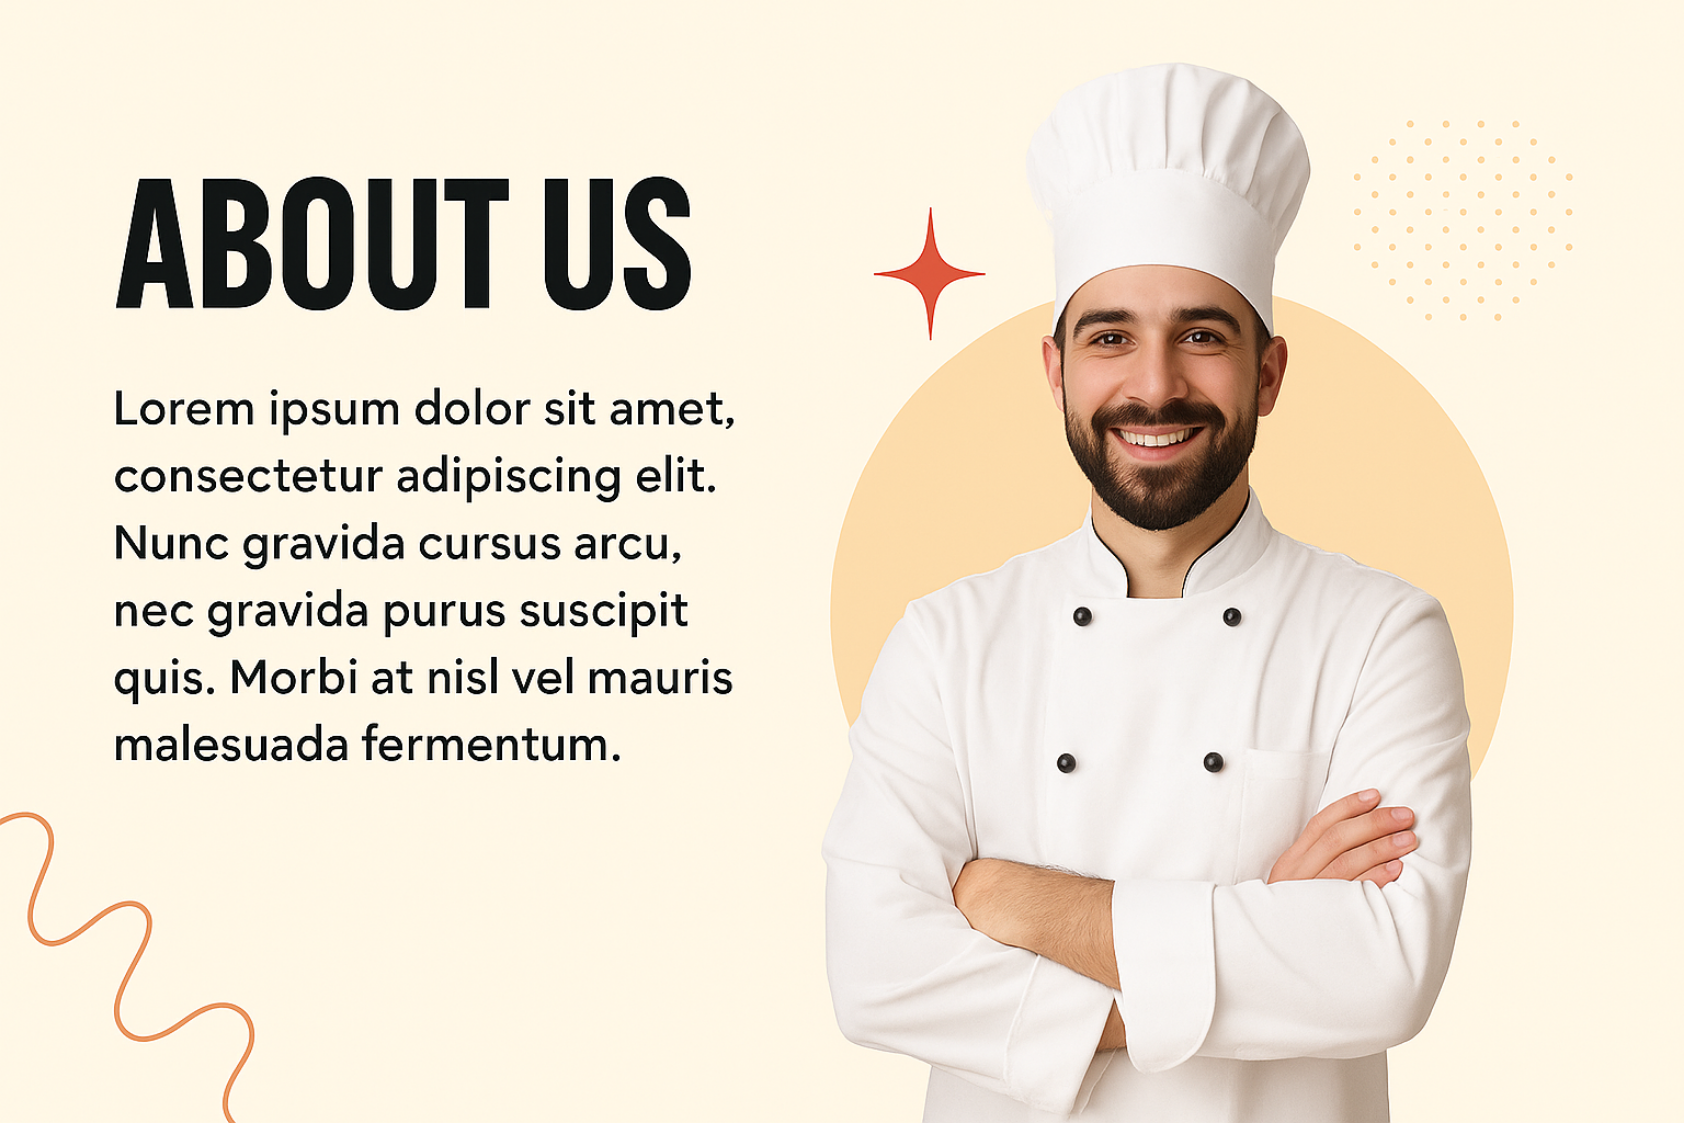 ABOUT US
Lorem ipsum dolor sit amet,
consectetur adipiscing elit.
Nunc gravida cursus arcu,
nec gravida purus suscipit
quis. Morbi at nisl vel mauris
malesuada fermentum.